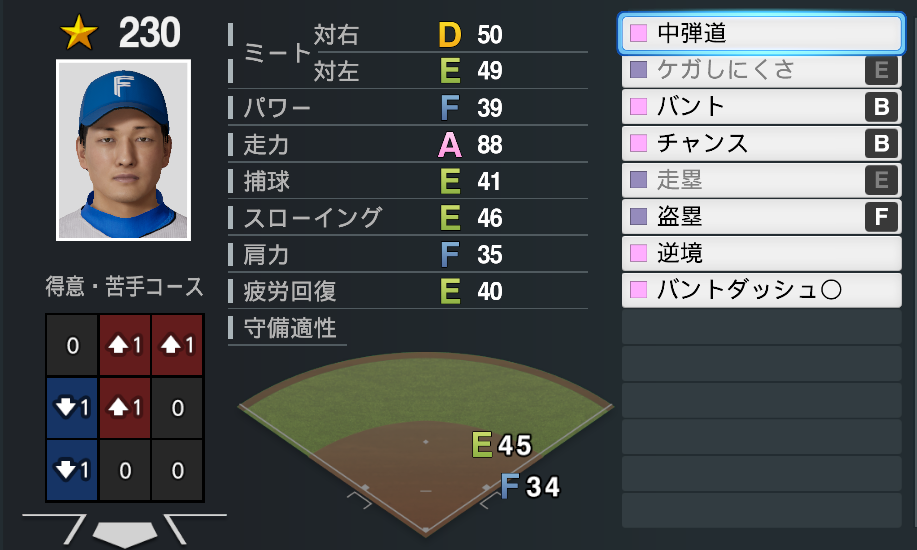 230
F
ミート 対右 D 50
対左 E 49
パワー F 39
走力 A 88
捕球 E 41
スローイング E 46
肩力 F 35
疲労回復 E 40
守備適性
E 45
F 34
得意・苦手コース
0 1 1
1 1 0
1 0 0
中弾道
ケガしにくさ E
バント B
チャンス B
走塁 E
盗塁 F
逆境
バントダッシュ○